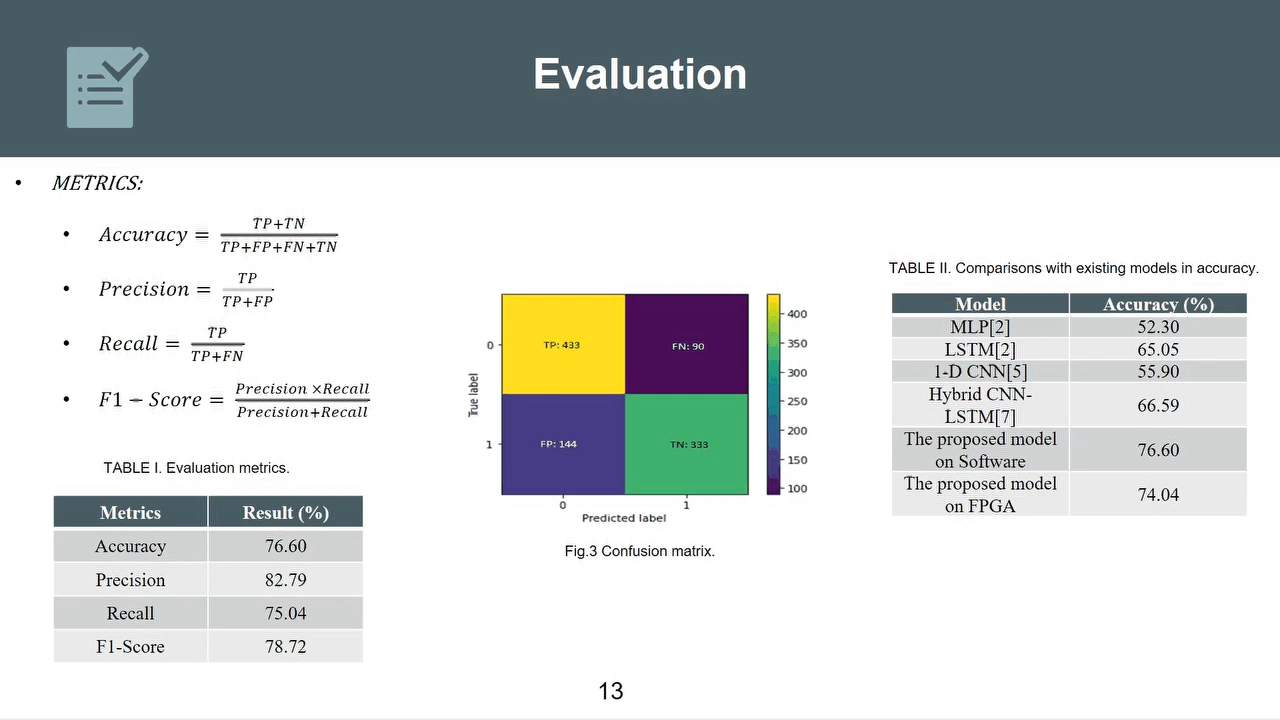 Evaluation
• METRICS:
• Accuracy = TP+TN / TP+FP+FN+TN
• Precision = TP / TP+FP
• Recall = TP / TP+FN
• F1 − Score = Precision ×Recall / Precision+Recall
TABLE I. Evaluation metrics.
Metrics Result (%)
Accuracy 76.60
Precision 82.79
Recall 75.04
F1-Score 78.72
True label
0
1
TP: 433 FN: 90
FP: 144 TN: 333
0 1
Predicted label
400
350
300
250
200
150
100
Fig.3 Confusion matrix.
TABLE II. Comparisons with existing models in accuracy.
Model Accuracy (%)
MLP[2] 52.30
LSTM[2] 65.05
1-D CNN[5] 55.90
Hybrid CNN-
LSTM[7] 66.59
The proposed model
on Software 76.60
The proposed model
on FPGA 74.04
13